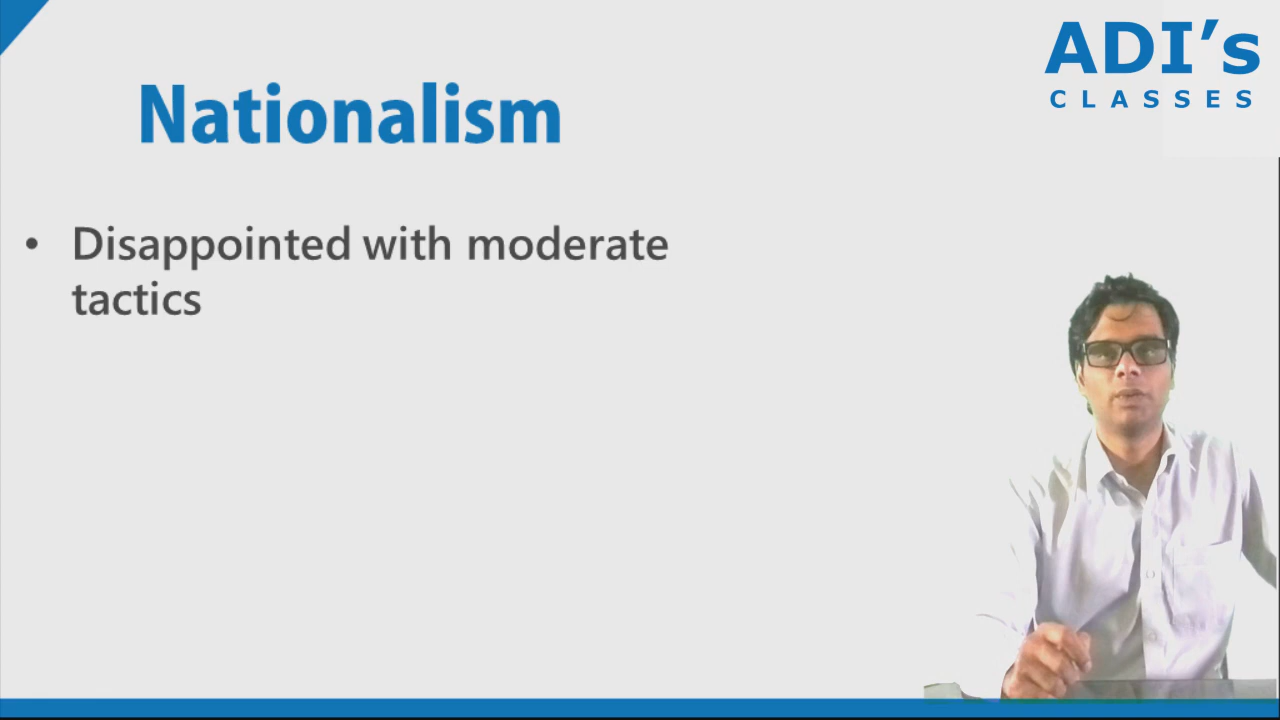 ADI's
CLASSES
Nationalism
• Disappointed with moderate
tactics